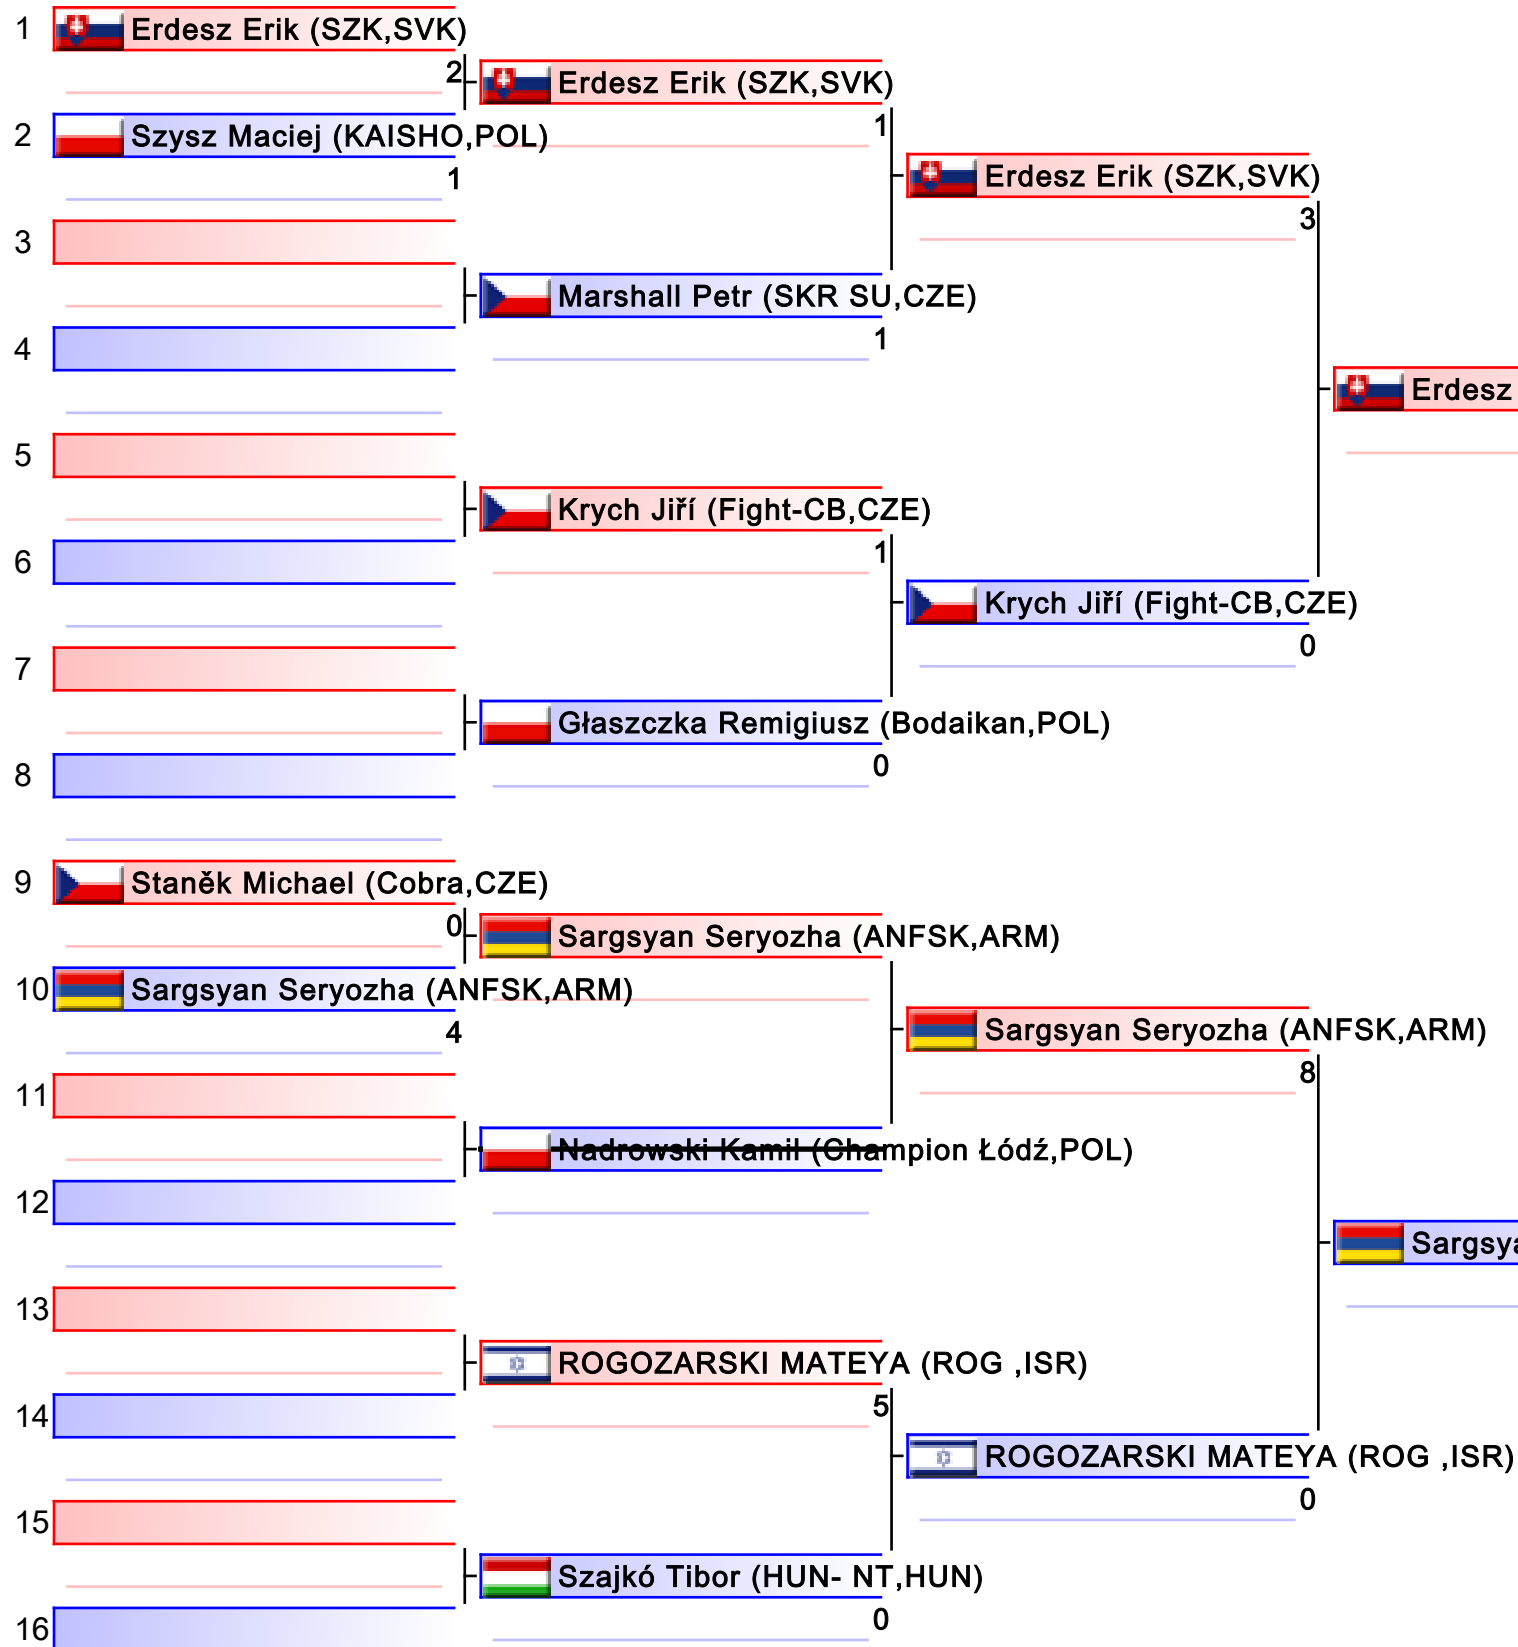 1 Erdesz Erik (SZK,SVK)
2 Erdesz Erik (SZK,SVK)
2 Szysz Maciej (KAISHO,POL)
1
1 Erdesz Erik (SZK,SVK)
3
3
Marshall Petr (SKR SU,CZE)
4
1
Erdesz
5
Krych Jiří (Fight-CB,CZE)
6
1
Krych Jiří (Fight-CB,CZE)
0
7
Głaszczka Remigiusz (Bodaikan,POL)
8
0
9 Staněk Michael (Cobra,CZE)
0 Sargsyan Seryozha (ANFSK,ARM)
10 Sargsyan Seryozha (ANFSK,ARM)
4
Sargsyan Seryozha (ANFSK,ARM)
8
11
Nadrowski Kamil (Champion Łódź,POL)
12
Sargsya
13
ROGOZARSKI MATEYA (ROG ,ISR)
14
5
ROGOZARSKI MATEYA (ROG ,ISR)
0
15
Szajkó Tibor (HUN- NT,HUN)
16
0